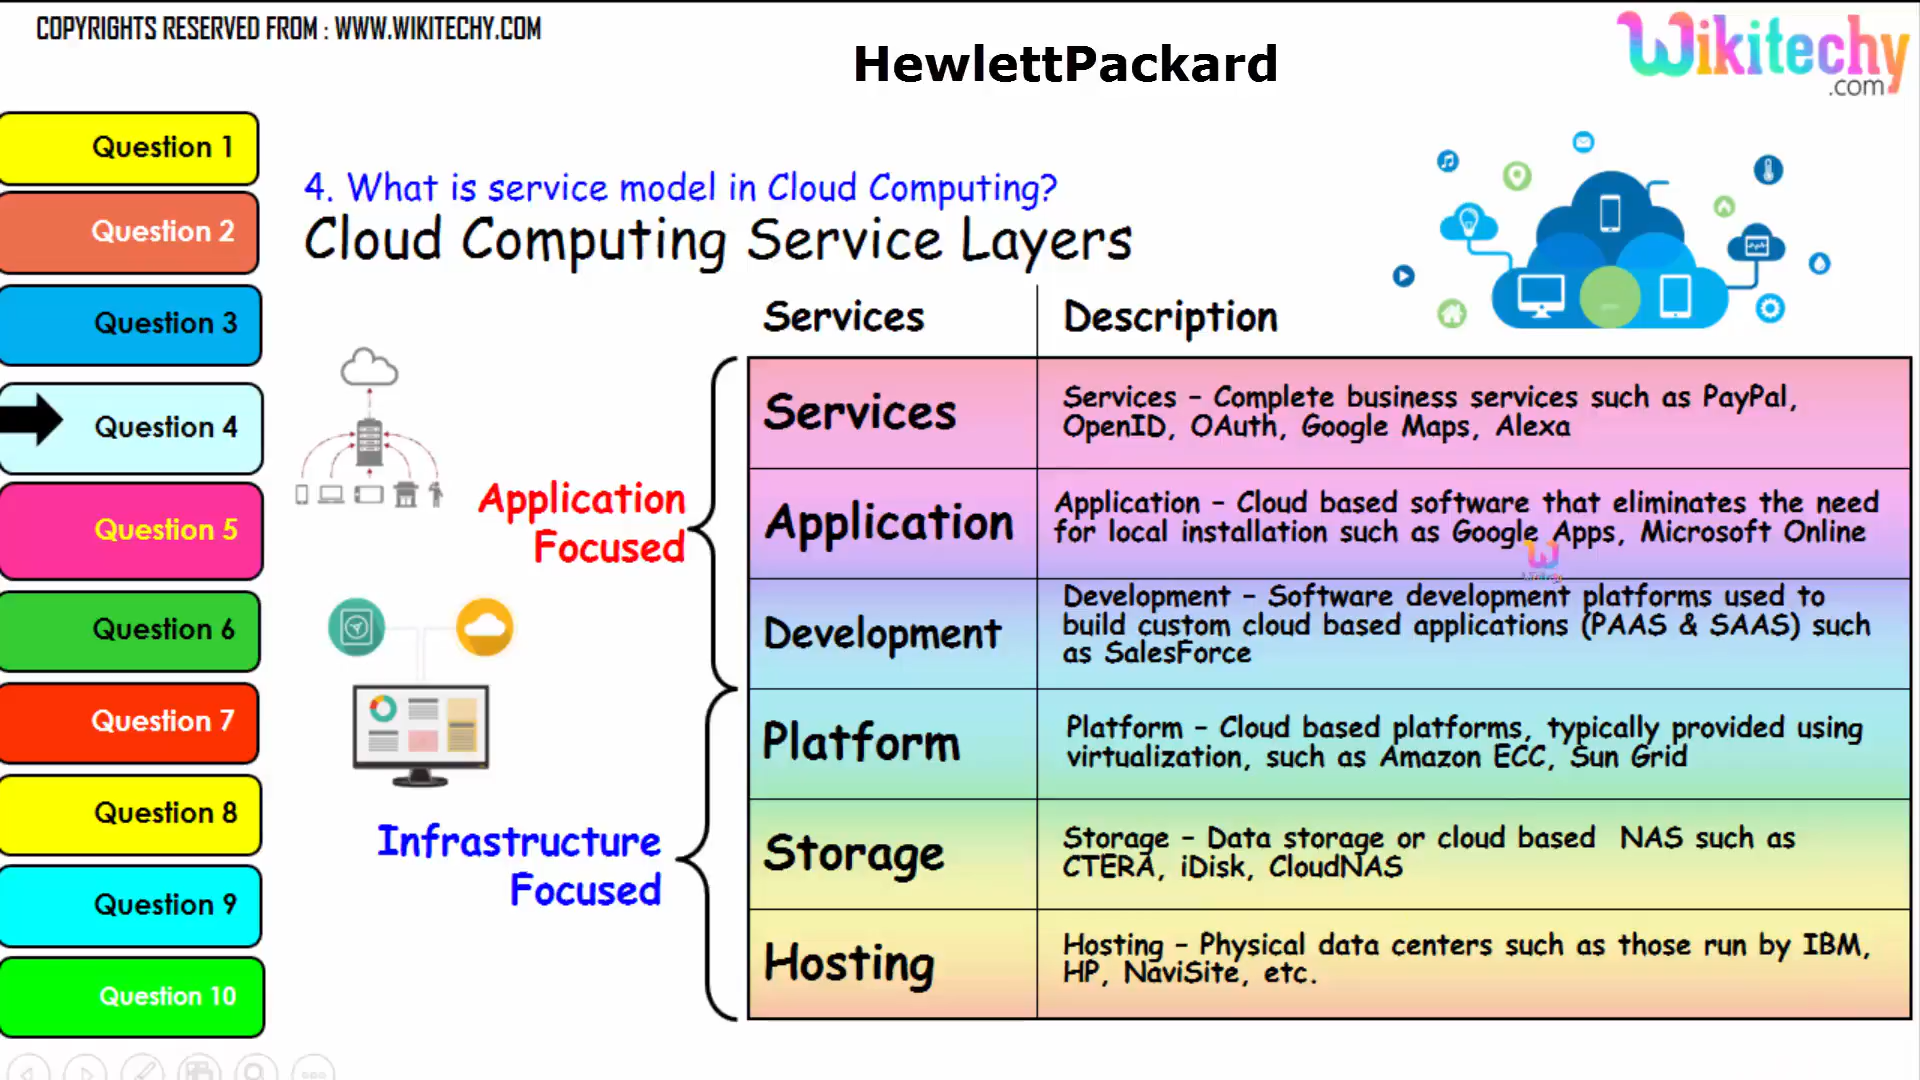 COPYRIGHTS RESERVED FROM : WWW.WIKITECHY.COM
HewlettPackard
Wikitechy
.com
Question 1
Question 2
Question 3
Question 4
Question 5
Question 6
Question 7
Question 8
Question 9
Question 10
4. What is service model in Cloud Computing?
Cloud Computing Service Layers
Services
Description
Application
Focused
Infrastructure
Focused
Services
Services – Complete business services such as PayPal,
OpenID, OAuth, Google Maps, Alexa
Application
Application – Cloud based software that eliminates the need
for local installation such as Google Apps, Microsoft Online
Development
Development – Software development platforms used to
build custom cloud based applications (PAAS & SAAS) such
as SalesForce
Platform
Platform – Cloud based platforms, typically provided using
virtualization, such as Amazon ECC, Sun Grid
Storage
Storage – Data storage or cloud based NAS such as
CTERA, iDisk, CloudNAS
Hosting
Hosting – Physical data centers such as those run by IBM,
HP, NaviSite, etc.